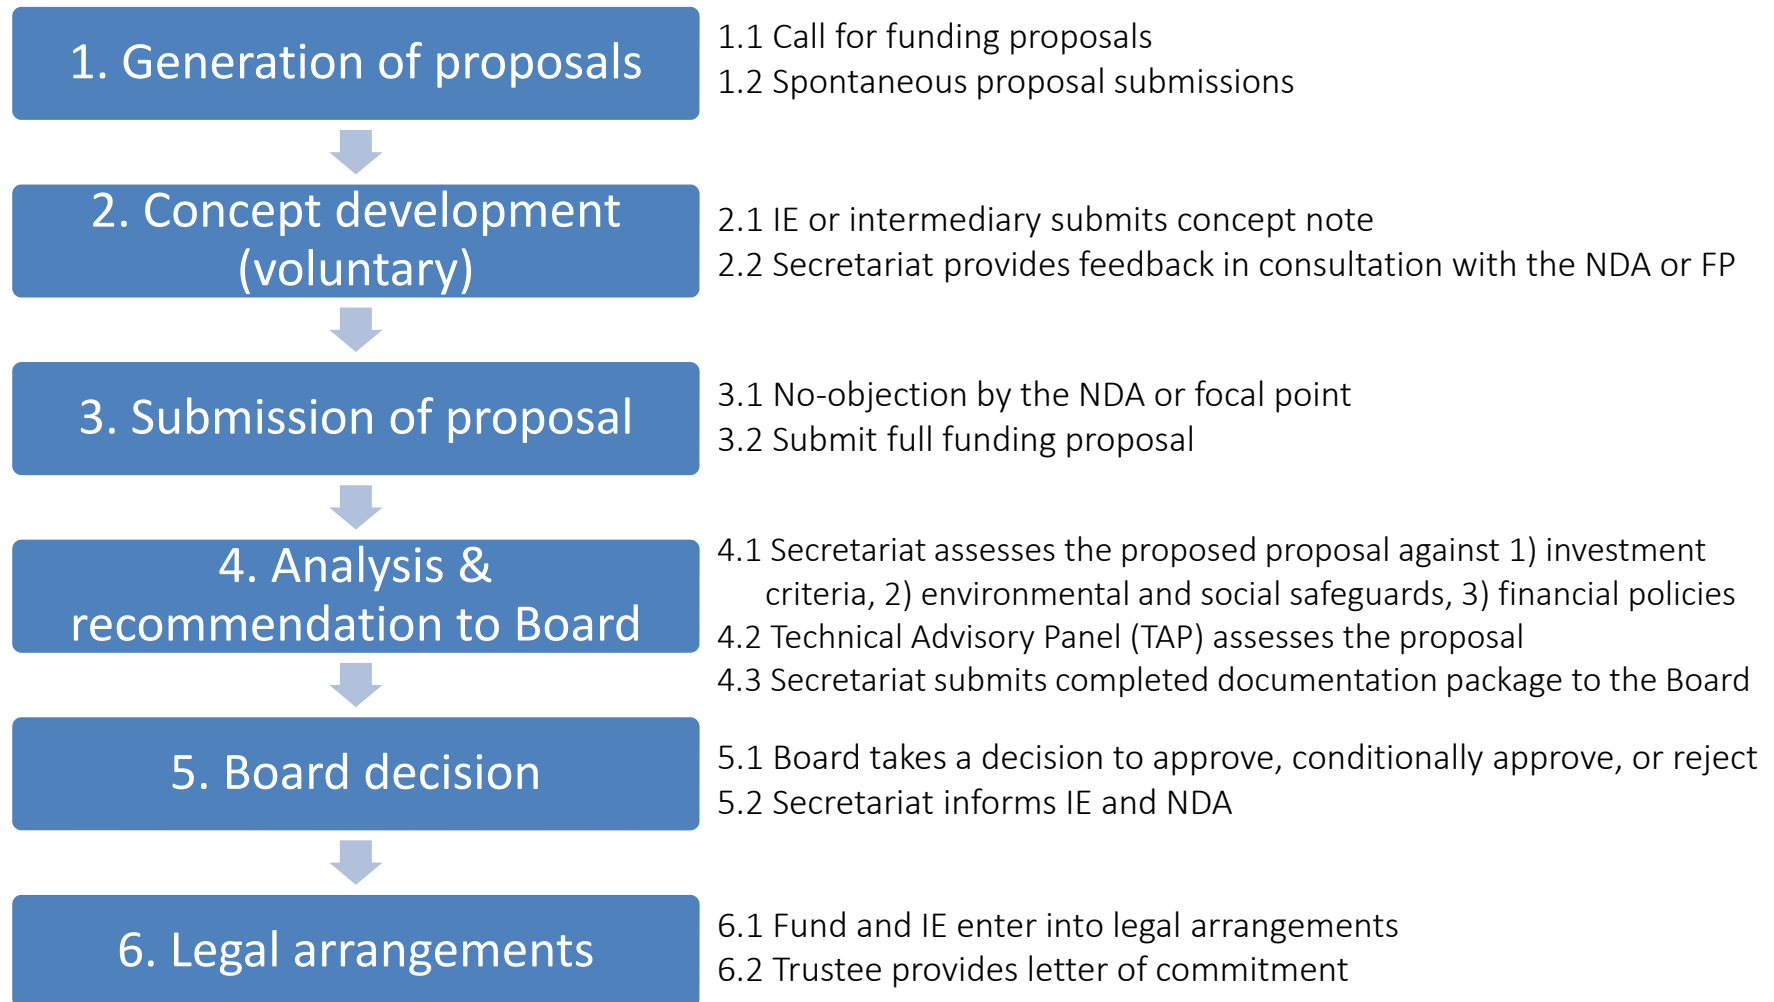 1. Generation of proposals
1.1 Call for funding proposals
1.2 Spontaneous proposal submissions
2. Concept development
(voluntary)
2.1 IE or intermediary submits concept note
2.2 Secretariat provides feedback in consultation with the NDA or FP
3. Submission of proposal
3.1 No-objection by the NDA or focal point
3.2 Submit full funding proposal
4. Analysis &
recommendation to Board
4.1 Secretariat assesses the proposed proposal against 1) investment
criteria, 2) environmental and social safeguards, 3) financial policies
4.2 Technical Advisory Panel (TAP) assesses the proposal
4.3 Secretariat submits completed documentation package to the Board
5. Board decision
5.1 Board takes a decision to approve, conditionally approve, or reject
5.2 Secretariat informs IE and NDA
6. Legal arrangements
6.1 Fund and IE enter into legal arrangements
6.2 Trustee provides letter of commitment